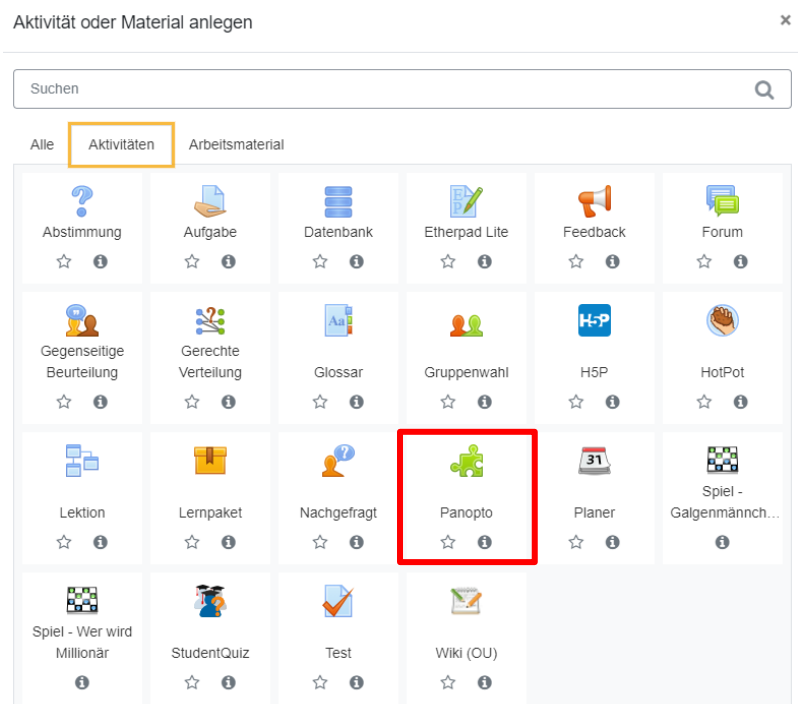 Aktivität oder Material anlegen
×
Suchen
Alle Aktivitäten Arbeitsmaterial
Abstimmung Aufgabe Datenbank Etherpad Lite Feedback Forum
Gegenseitige Gerechte
Beurteilung Verteilung Glossar Gruppenwahl H5P HotPot
Lektion Lernpaket Nachgefragt Panopto Planer Spiel -
Galgenmännch...
Spiel - Wer wird
Millionär StudentQuiz Test Wiki (OU)